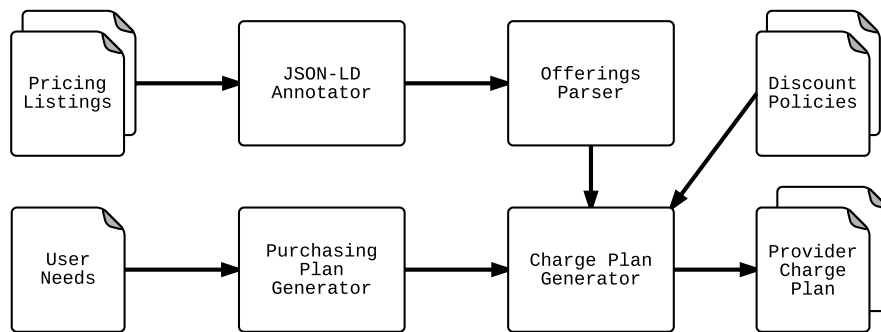 Pricing
Listings
JSON-LD
Annotator
Offerings
Parser
Discount
Policies
User
Needs
Purchasing
Plan
Generator
Charge Plan
Generator
Provider
Charge
Plan